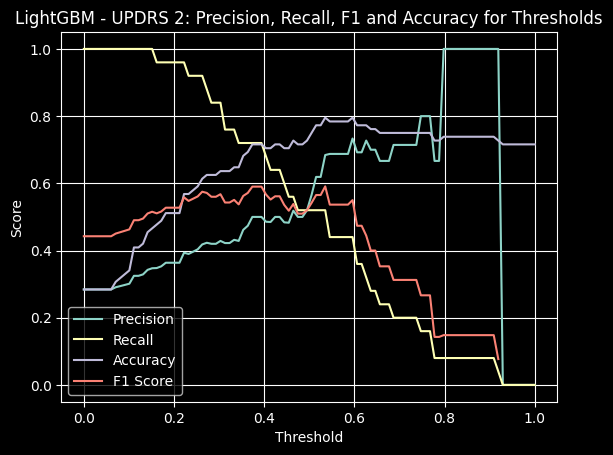 LightGBM - UPDRS 2: Precision, Recall, F1 and Accuracy for Thresholds
1.0
0.8
0.6
0.4
0.2
0.0
Score
Precision
Recall
Accuracy
F1 Score
0.0 0.2 0.4 0.6 0.8 1.0
Threshold